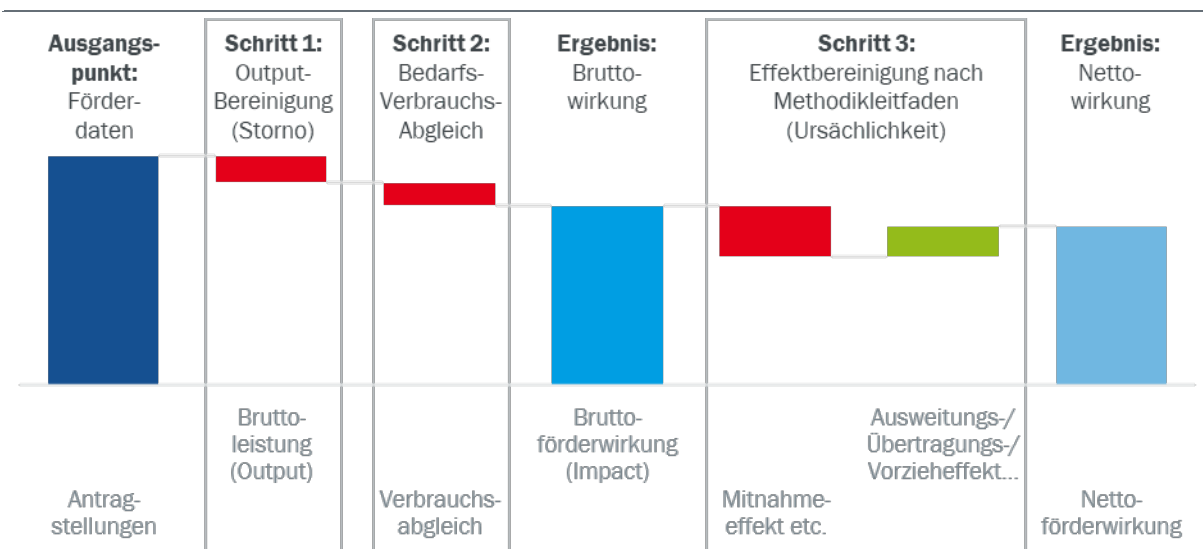 Ausgangs-
punkt:
Förder-
daten
Schritt 1:
Output-
Bereinigung
(Storno)
Schritt 2:
Bedarfs-
Verbrauchs-
Abgleich
Ergebnis:
Brutto-
wirkung
Schritt 3:
Effektbereinigung nach
Methodikleitfaden
(Ursächlichkeit)
Ergebnis:
Netto-
wirkung
Antrag-
stellungen
Brutto-
leistung
(Output)
Verbrauchs-
abgleich
Brutto-
förderwirkung
(Impact)
Mitnahme-
effekt etc.
Ausweitungs-/
Übertragungs-/
Vorzieheffekt...
Netto-
förderwirkung